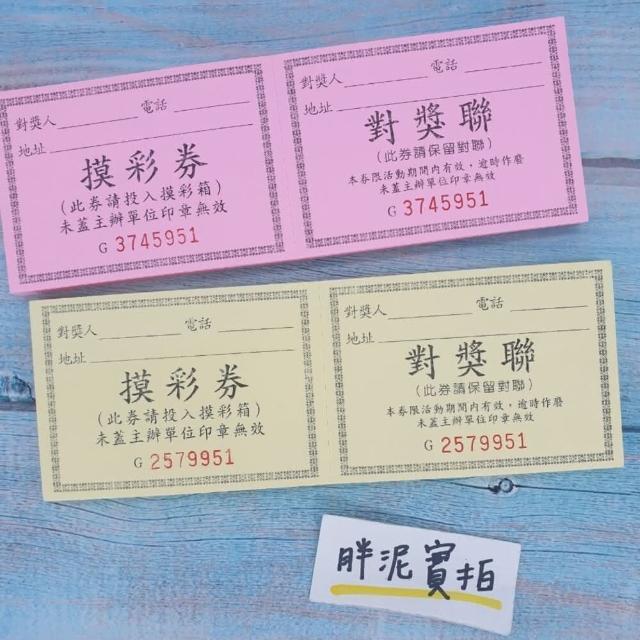 對獎人 電話
地址
摸彩券
(此券請投入摸彩箱)
未蓋主辦單位印章無效
G 3745951
對獎人 電話
地址
對獎聯
(此券請保留對聯)
本券限活動期間內有效，逾時作廢
未蓋主辦單位印章無效
G 3745951
對獎人 電話
地址
摸彩券
(此券請投入摸彩箱)
未蓋主辦單位印章無效
G 2579951
對獎人 電話
地址
對獎聯
(此券請保留對聯)
本券限活動期間內有效，逾時作廢
未蓋主辦單位印章無效
G 2579951
胖泥實拍